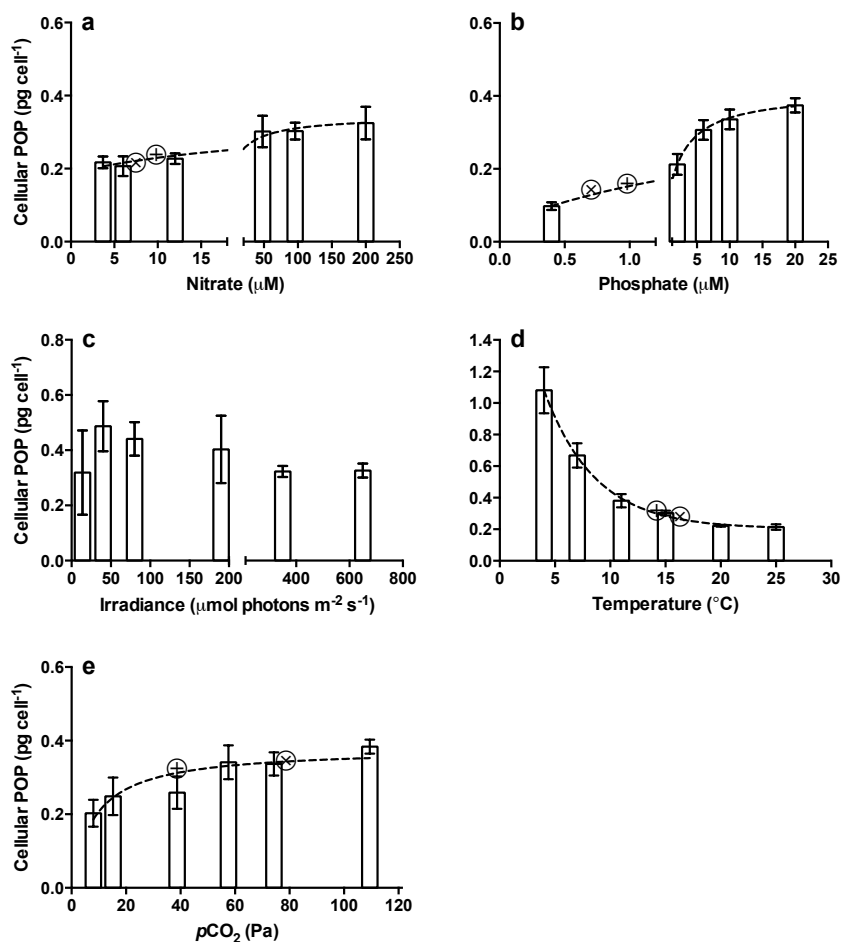 a
Cellular POP (pg cell-1)
0.6
0.4
0.2
0.0
0 5 10 50 100 150 200 250
Nitrate (μM)
b
0.6
0.4
0.2
0.0
0.0 0.5 1.0 5 10 15 20 25
Phosphate (μM)
c
Cellular POP (pg cell-1)
0.8
0.6
0.4
0.2
0.0
0 50 100 150 200 400 600 800
Irradiance (μmol photons m-2 s-1)
d
1.4
1.2
1.0
0.8
0.6
0.4
0.2
0.0
0 5 10 15 20 25 30
Temperature (°C)
e
Cellular POP (pg cell-1)
0.6
0.4
0.2
0.0
0 20 40 60 80 100 120
pCO2 (Pa)